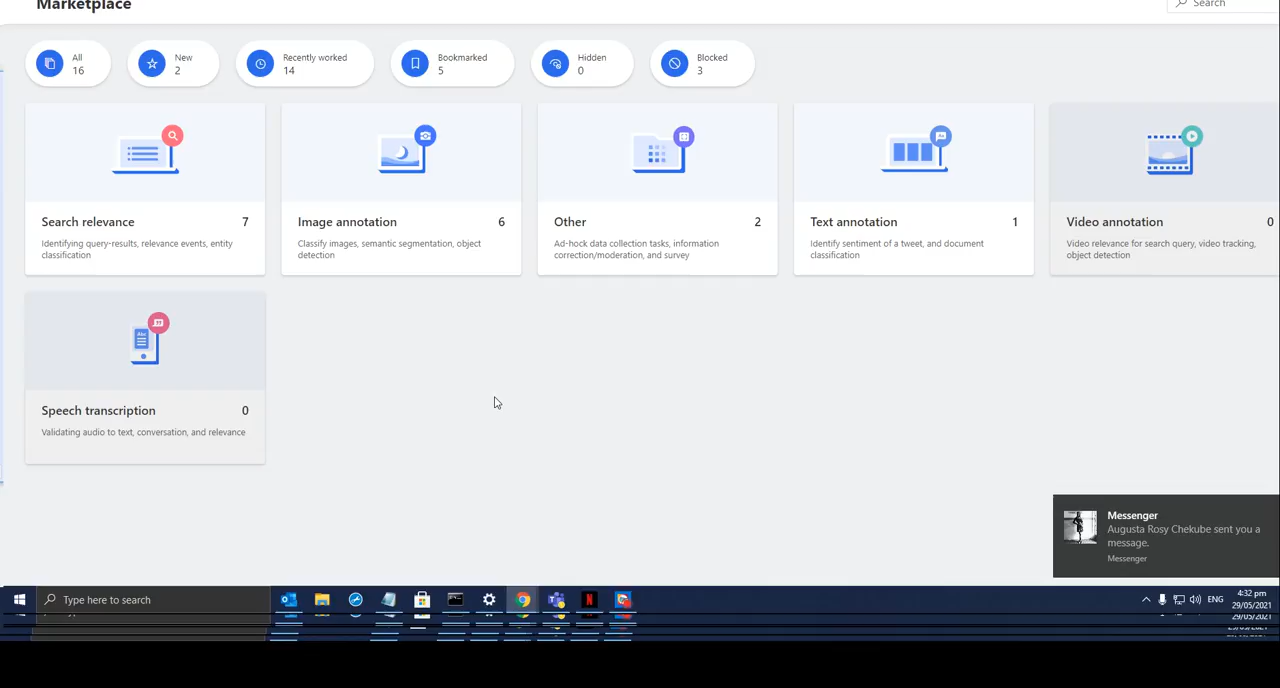 Marketplace
Search
All
16
New
2
Recently worked
14
Bookmarked
5
Hidden
0
Blocked
3
Search relevance 7
Identifying query-results, relevance events, entity
classification
Image annotation 6
Classify images, semantic segmentation, object
detection
Other 2
Ad-hock data collection tasks, information
correction/moderation, and survey
Text annotation 1
Identify sentiment of a tweet, and document
classification
Video annotation 0
Video relevance for search query, video tracking,
object detection
Abc
Speech transcription 0
Validating audio to text, conversation, and relevance
Messenger
Augusta Rosy Chekube sent you a
message.
Messenger
Type here to search
N
ENG
4:32 pm
29/05/2021
29/05/2021